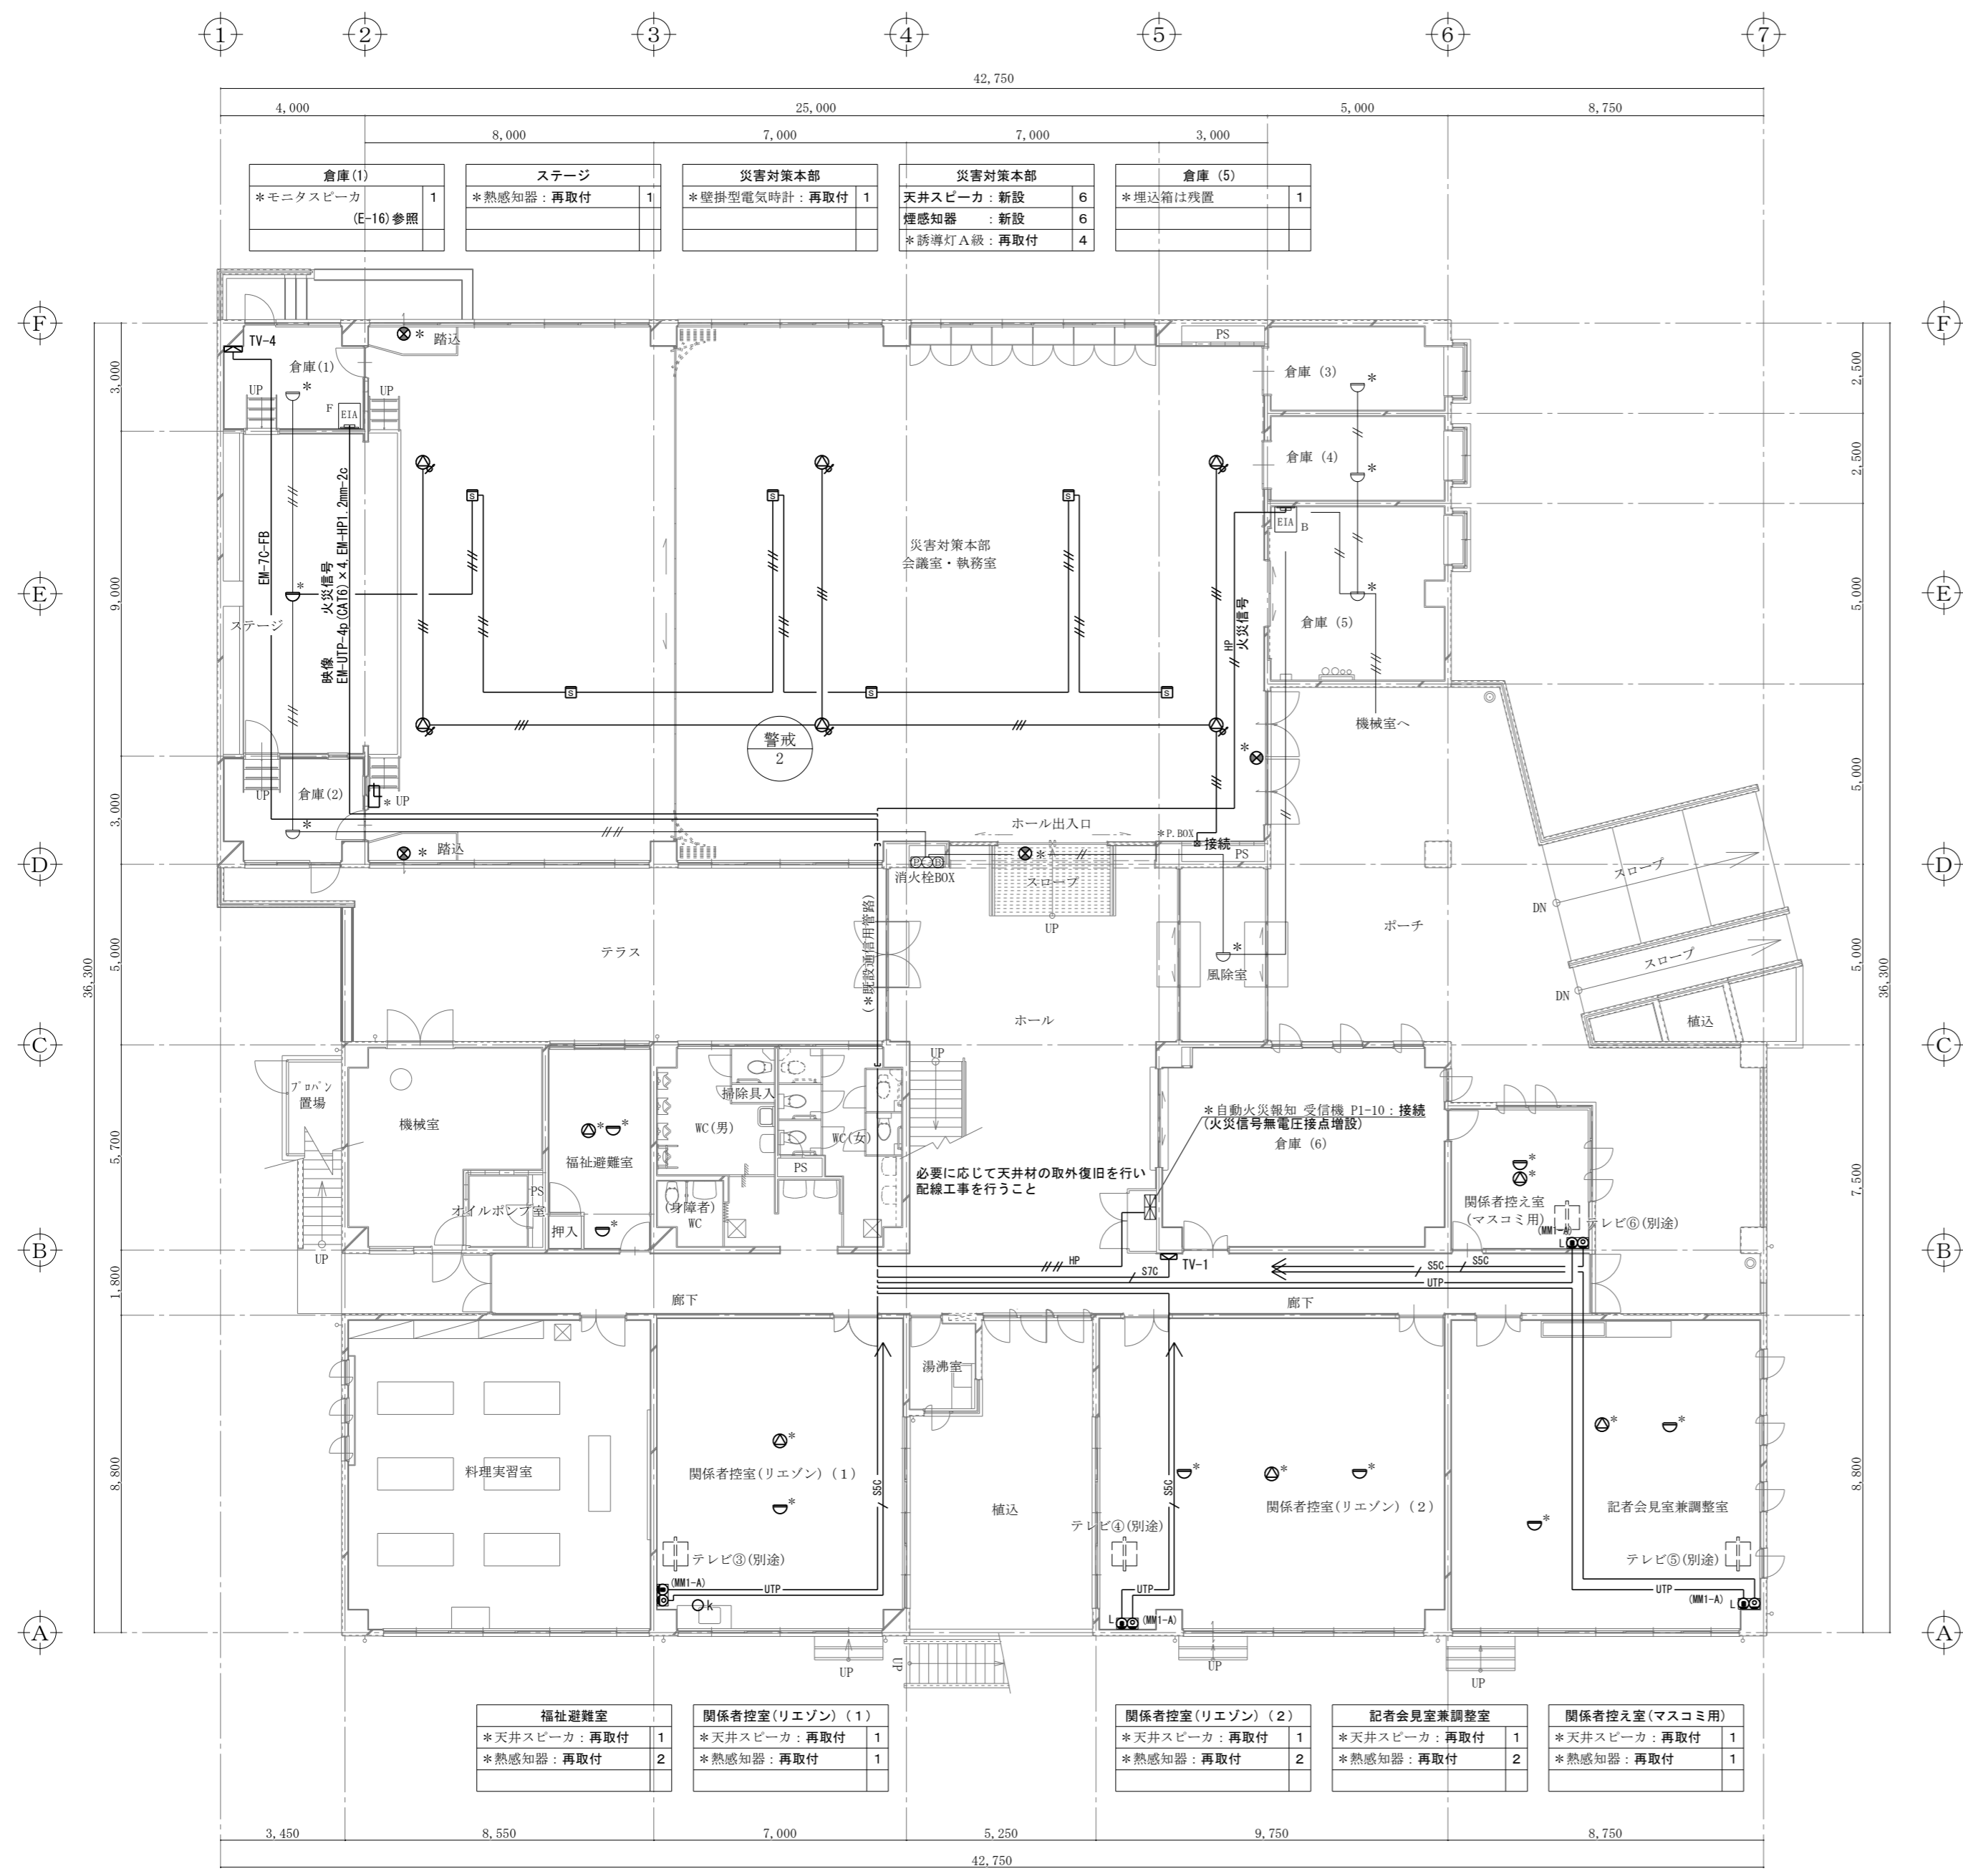 1
2
3
4
5
6
7
42,750
4,000
25,000
5,000
8,750
8,000
7,000
7,000
3,000
倉庫(1)
*モニタスピーカ 1
(E-16)参照
ステージ
*熱感知器：再取付 1
災害対策本部
*壁掛型電気時計：再取付 1
災害対策本部
天井スピーカ：新設 6
煙感知器 ：新設 6
*誘導灯A級：再取付 4
倉庫 (5)
*埋込箱は残置 1
F
F
TV-4
* 踏込
PS
倉庫(1)
*
UP
UP
F
EIA
倉庫 (3)
*
3,000
2,500
倉庫 (4)
*
2,500
S
S
S
EIA
B
EM-7C-FB
映像 火災信号
EM-UTP-4p(CAT6)×4, EM-HP1.2mm-2c
災害対策本部
会議室・執務室
E
E
*
*
9,000
5,000
ステージ
HP
火災信号
倉庫 (5)
S
S
S
機械室へ
警戒
2
*
倉庫(2)
UP
* UP
*
3,000
5,000
ホール出入口
*P.BOX
接続
* 踏込
P
B
*
PS
D
D
消火栓BOX
スロープ
UP
スロープ
DN
スロープ
DN
(*既設通信用管路)
テラス
ポーチ
*
風除室
5,000
5,000
36,300
36,300
植込
ホール
C
C
プロパン
置場
UP
掃除具入
機械室
*
*
WC(男)
WC(女)
福祉避難室
PS
*自動火災報知 受信機 P1-10：接続
(火災信号無電圧接点増設)
倉庫 (6)
5,700
7,500
必要に応じて天井材の取外復旧を行い
配線工事を行うこと
PS
オイルポンプ室
押入
*
(身障者)
WC
*
*
関係者控え室
(マスコミ用)
(MM1-A)
テレビ⑥(別途)
L
B
B
UP
HP
S7C
TV-1
S5C
S5C
UTP
1,800
廊下
廊下
湯沸室
S5C
S5C
*
*
料理実習室
関係者控室(リエゾン)(1)
植込
*
*
*
関係者控室(リエゾン)(2)
*
*
*
記者会見室兼調整室
8,800
8,800
テレビ③(別途)
テレビ④(別途)
テレビ⑤(別途)
(MM1-A)
UTP
k
UTP
L
(MM1-A)
UTP
(MM1-A)
L
A
A
UP
UP
UP
UP
福祉避難室
*天井スピーカ：再取付 1
*熱感知器：再取付 2
関係者控室(リエゾン)(1)
*天井スピーカ：再取付 1
*熱感知器：再取付 1
関係者控室(リエゾン)(2)
*天井スピーカ：再取付 1
*熱感知器：再取付 2
記者会見室兼調整室
*天井スピーカ：再取付 1
*熱感知器：再取付 2
関係者控え室(マスコミ用)
*天井スピーカ：再取付 1
*熱感知器：再取付 1
3,450
8,550
7,000
5,250
9,750
8,750
42,750